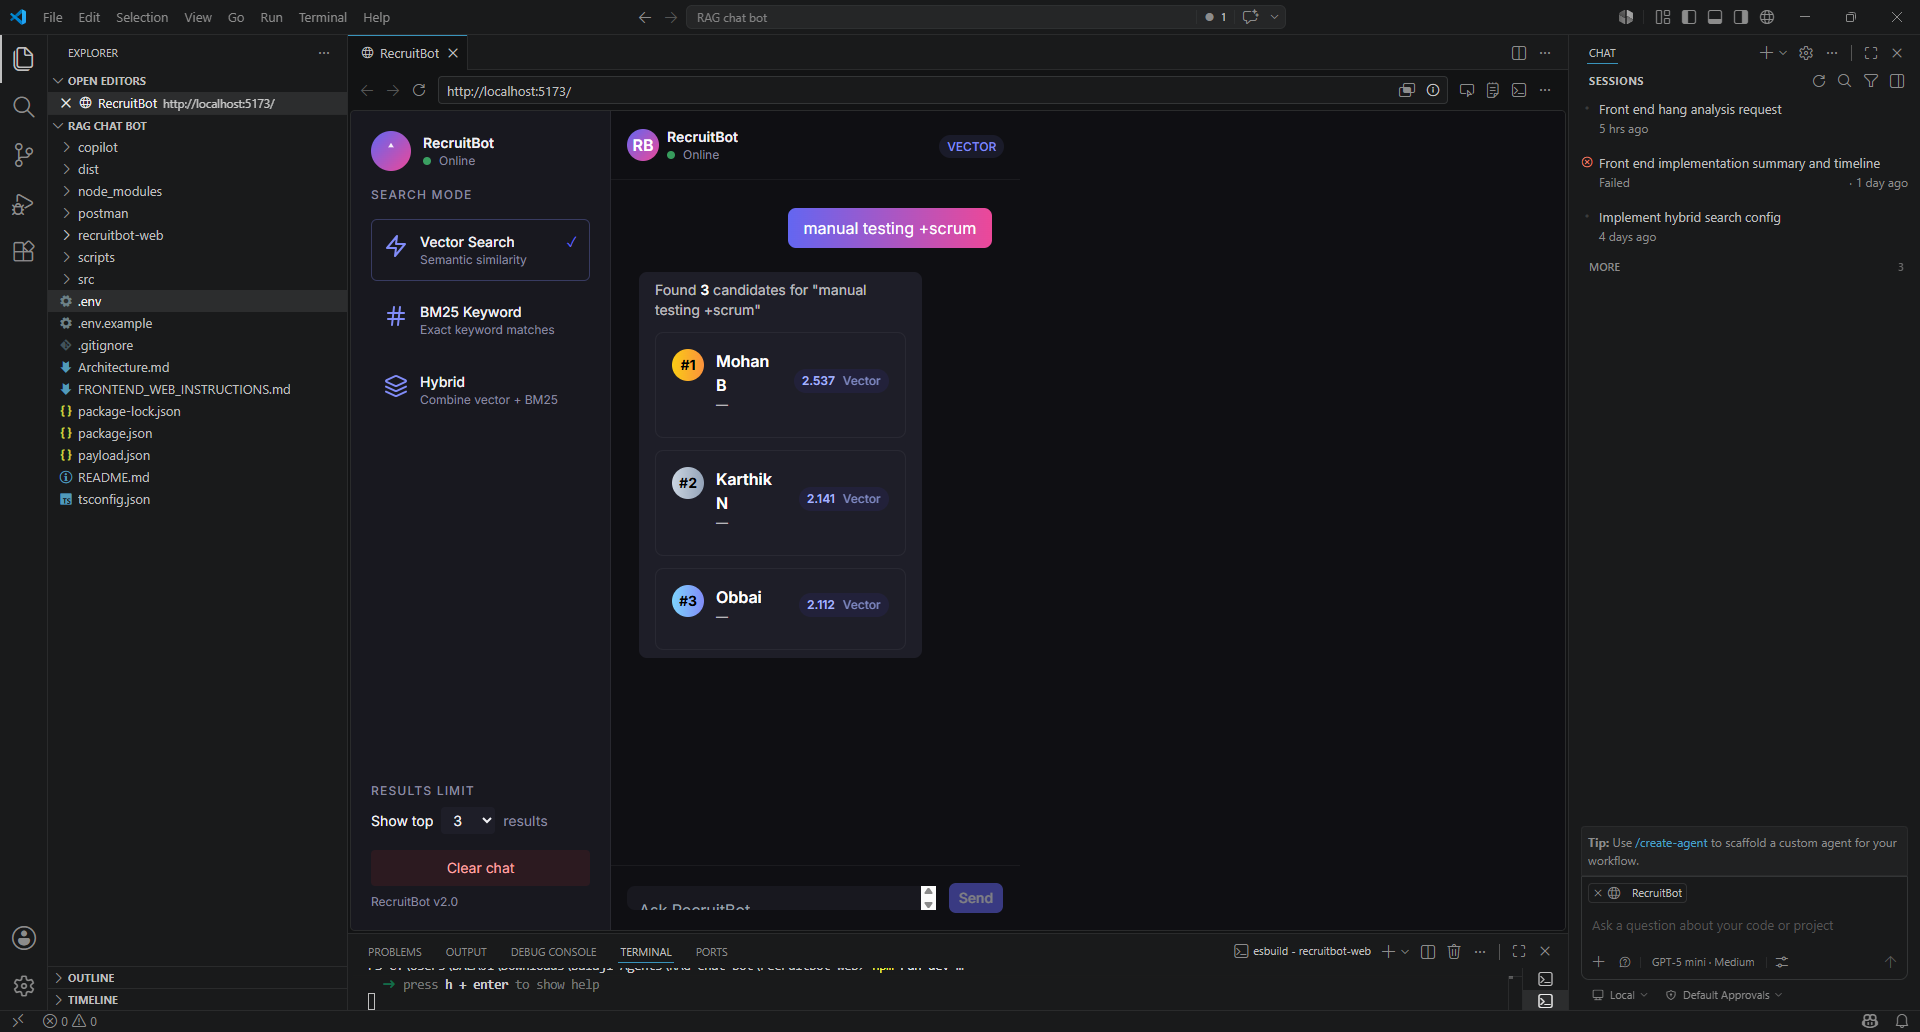 File Edit Selection View Go Run Terminal Help
RAG chat bot
1
EXPLORER
OPEN EDITORS
RecruitBot http://localhost:5173/
RAG CHAT BOT
copilot
dist
node_modules
postman
recruitbot-web
scripts
src
.env
.env.example
.gitignore
Architecture.md
FRONTEND_WEB_INSTRUCTIONS.md
package-lock.json
package.json
payload.json
README.md
tsconfig.json
OUTLINE
TIMELINE
RecruitBot
http://localhost:5173/
RecruitBot
Online
SEARCH MODE
Vector Search
Semantic similarity
BM25 Keyword
Exact keyword matches
Hybrid
Combine vector + BM25
RESULTS LIMIT
Show top 3 results
Clear chat
RecruitBot v2.0
RB
RecruitBot
Online
VECTOR
manual testing +scrum
Found 3 candidates for "manual
testing +scrum"
#1 Mohan
B
—
2.537 Vector
#2 Karthik
N
—
2.141 Vector
#3 Obbai
—
2.112 Vector
Ask RecruitBot
Send
PROBLEMS OUTPUT DEBUG CONSOLE TERMINAL PORTS
esbuild - recruitbot-web
→ press h + enter to show help
CHAT
SESSIONS
Front end hang analysis request
5 hrs ago
Front end implementation summary and timeline
Failed · 1 day ago
Implement hybrid search config
4 days ago
MORE 3
Tip: Use /create-agent to scaffold a custom agent for your
workflow.
RecruitBot
Ask a question about your code or project
GPT-5 mini · Medium
Local Default Approvals
0 0